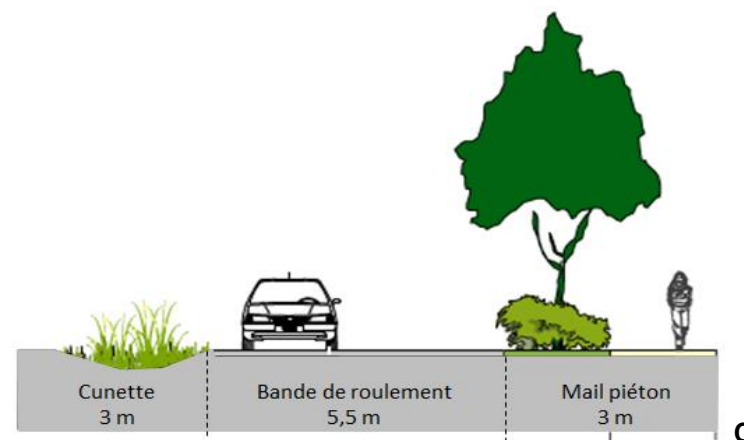 Cunette
3 m
Bande de roulement
5,5 m
Mail piéton
3 m